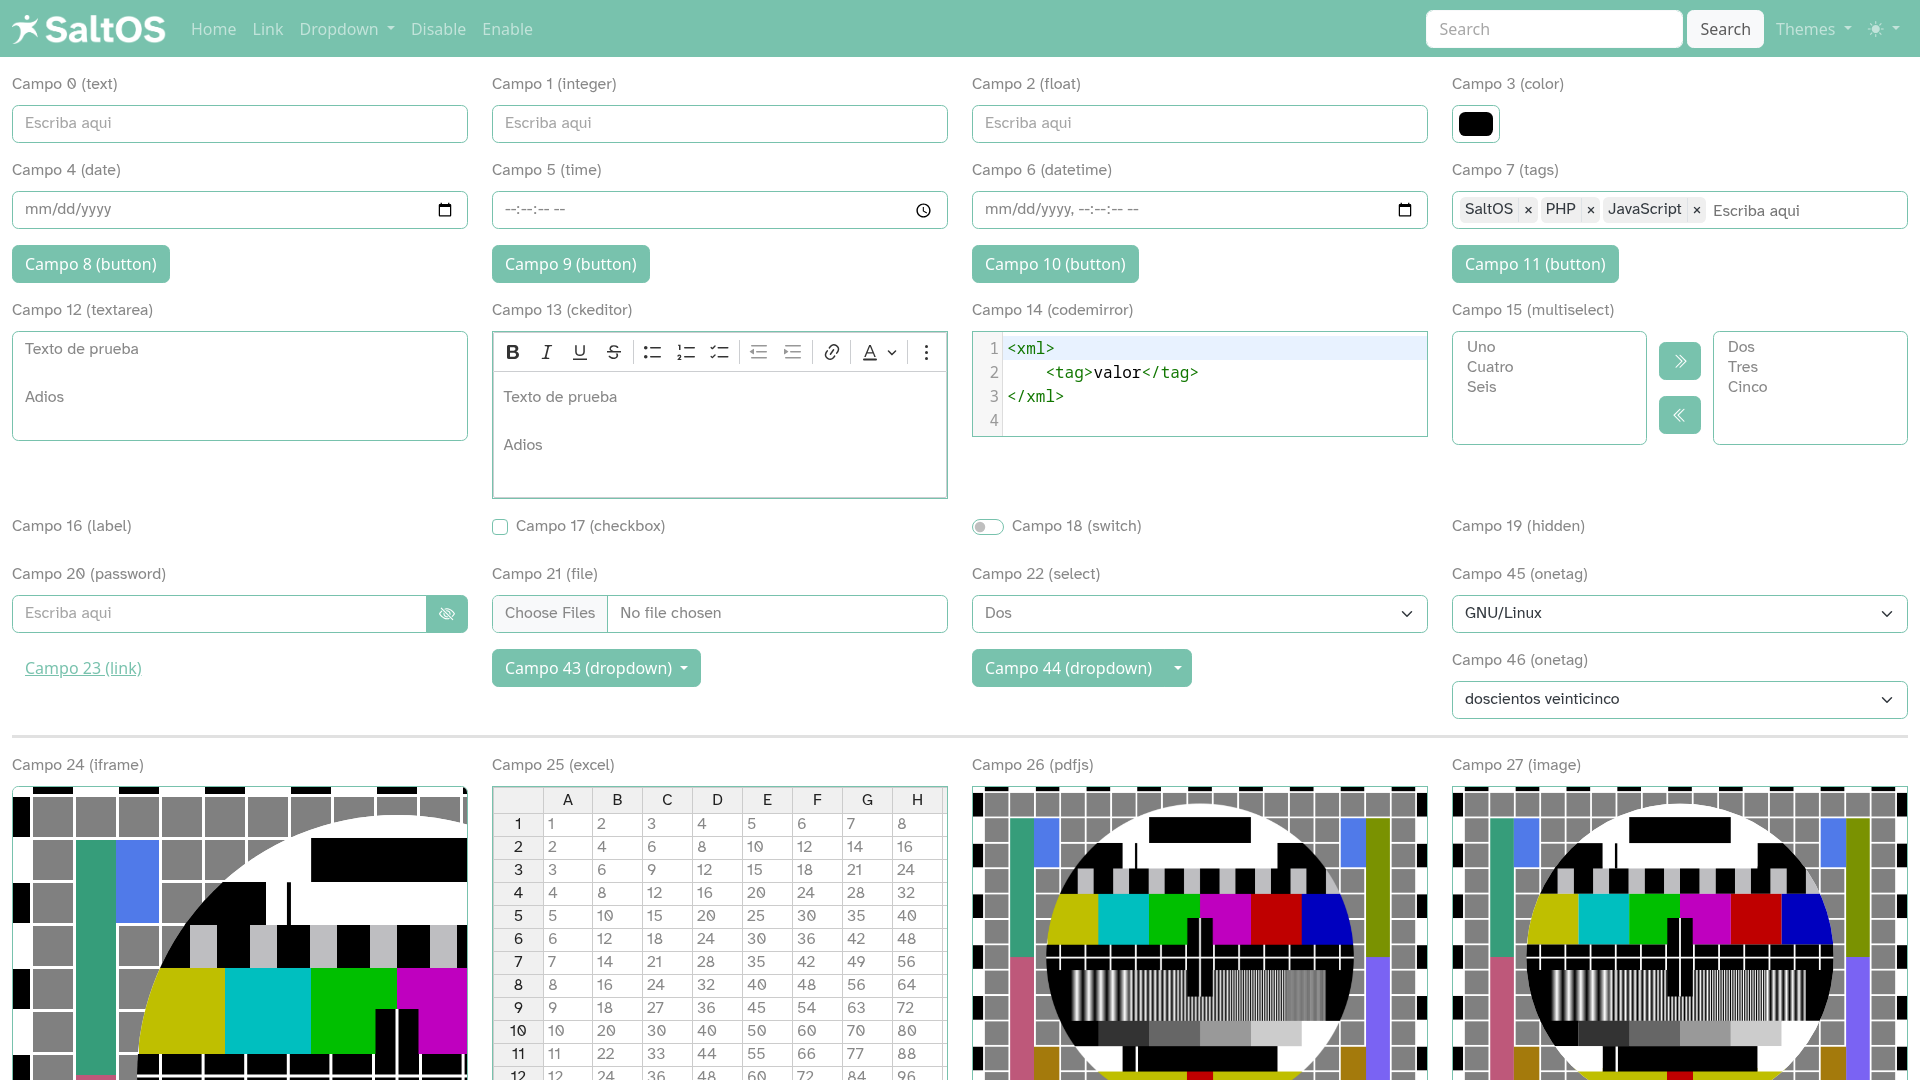 SaltOS Home Link Dropdown Disable Enable Search Search Themes
Campo 0 (text) Campo 1 (integer) Campo 2 (float) Campo 3 (color)
Escriba aqui Escriba aqui Escriba aqui
Campo 4 (date) Campo 5 (time) Campo 6 (datetime) Campo 7 (tags)
mm/dd/yyyy --:--:-- -- mm/dd/yyyy, --:--:-- -- SaltOS × PHP × JavaScript × Escriba aqui
Campo 8 (button) Campo 9 (button) Campo 10 (button) Campo 11 (button)
Campo 12 (textarea) Campo 13 (ckeditor) Campo 14 (codemirror) Campo 15 (multiselect)
Texto de prueba
Adios
B I U S A
Texto de prueba
Adios
1 <xml>
2 <tag>valor</tag>
3 </xml>
4
Uno
Cuatro
Seis
Dos
Tres
Cinco
Campo 16 (label) Campo 17 (checkbox) Campo 18 (switch) Campo 19 (hidden)
Campo 20 (password) Campo 21 (file) Campo 22 (select) Campo 45 (onetag)
Escriba aqui Choose Files No file chosen Dos GNU/Linux
Campo 23 (link) Campo 43 (dropdown) Campo 44 (dropdown) Campo 46 (onetag)
doscientos veinticinco
Campo 24 (iframe) Campo 25 (excel) Campo 26 (pdfjs) Campo 27 (image)
A B C D E F G H
1 1 2 3 4 5 6 7 8
2 2 4 6 8 10 12 14 16
3 3 6 9 12 15 18 21 24
4 4 8 12 16 20 24 28 32
5 5 10 15 20 25 30 35 40
6 6 12 18 24 30 36 42 48
7 7 14 21 28 35 42 49 56
8 8 16 24 32 40 48 56 64
9 9 18 27 36 45 54 63 72
10 10 20 30 40 50 60 70 80
11 11 22 33 44 55 66 77 88
12 12 24 36 48 60 72 84 96